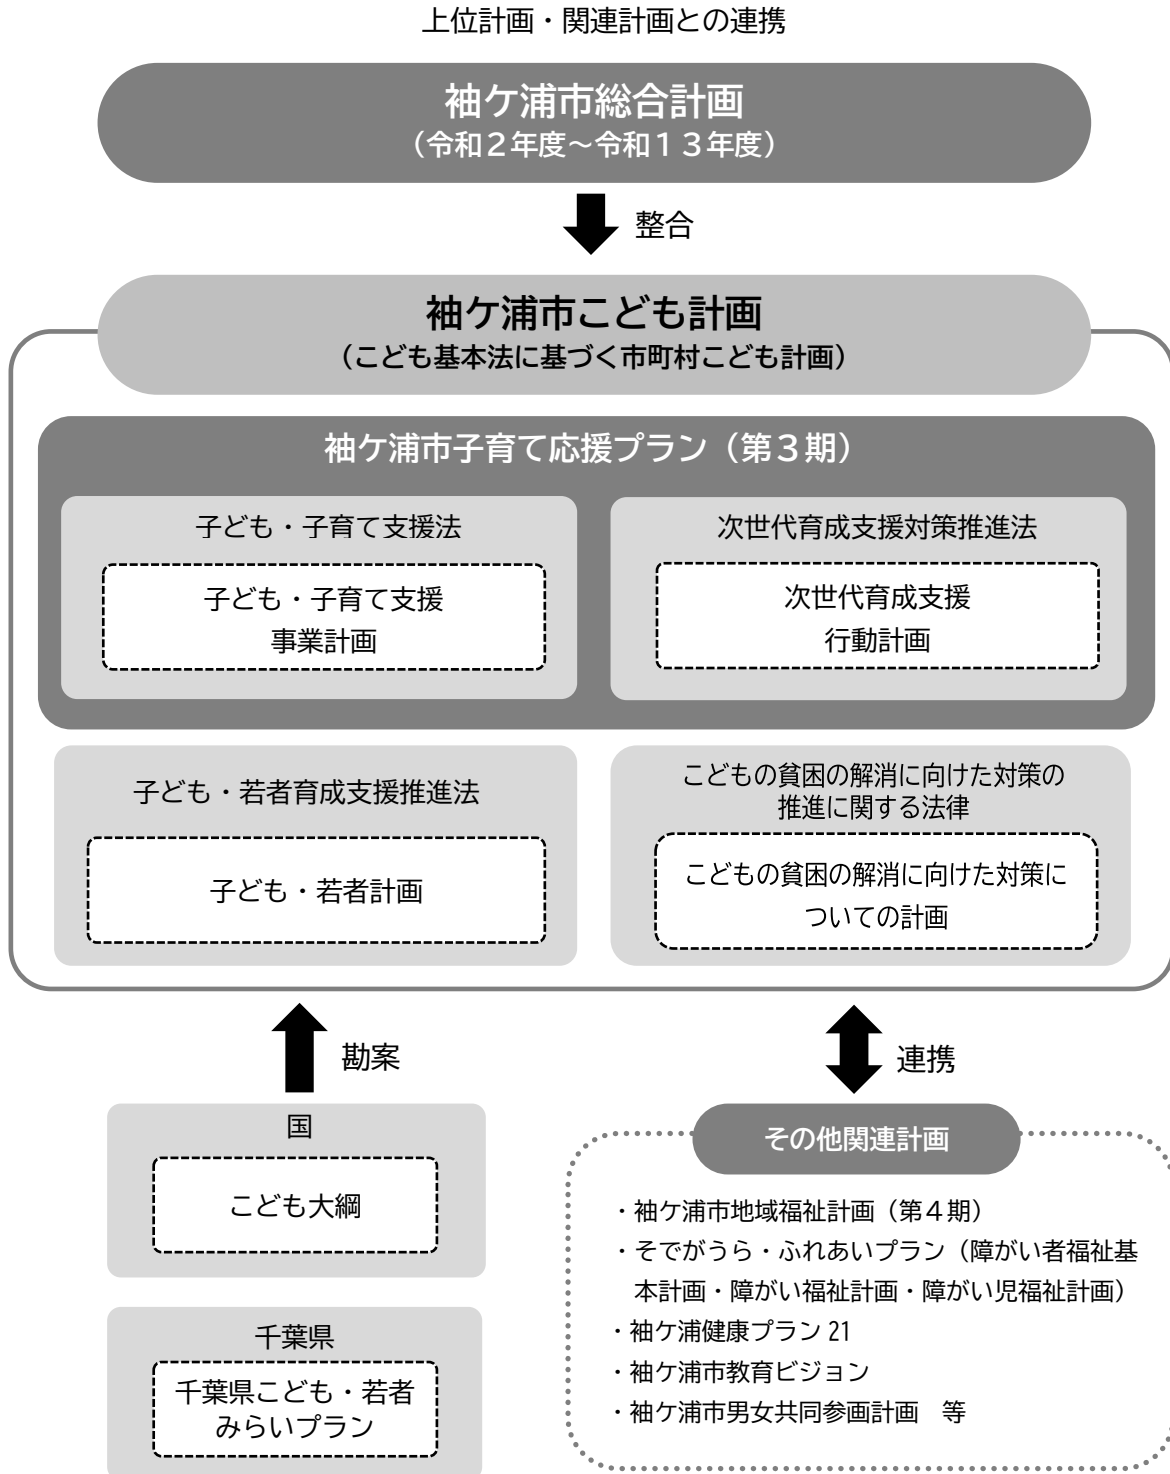 上位計画・関連計画との連携
袖ケ浦市総合計画
（令和２年度～令和１３年度）
整合
袖ケ浦市こども計画
（こども基本法に基づく市町村こども計画）
袖ケ浦市子育て応援プラン（第３期）
子ども・子育て支援法
子ども・子育て支援
事業計画
次世代育成支援対策推進法
次世代育成支援
行動計画
子ども・若者育成支援推進法
子ども・若者計画
こどもの貧困の解消に向けた対策の
推進に関する法律
こどもの貧困の解消に向けた対策に
ついての計画
勘案
連携
国
こども大綱
千葉県
千葉県こども・若者
みらいプラン
その他関連計画
・袖ケ浦市地域福祉計画（第４期）
・そでがうら・ふれあいプラン（障がい者福祉基
本計画・障がい福祉計画・障がい児福祉計画）
・袖ケ浦健康プラン 21
・袖ケ浦市教育ビジョン
・袖ケ浦市男女共同参画計画　等